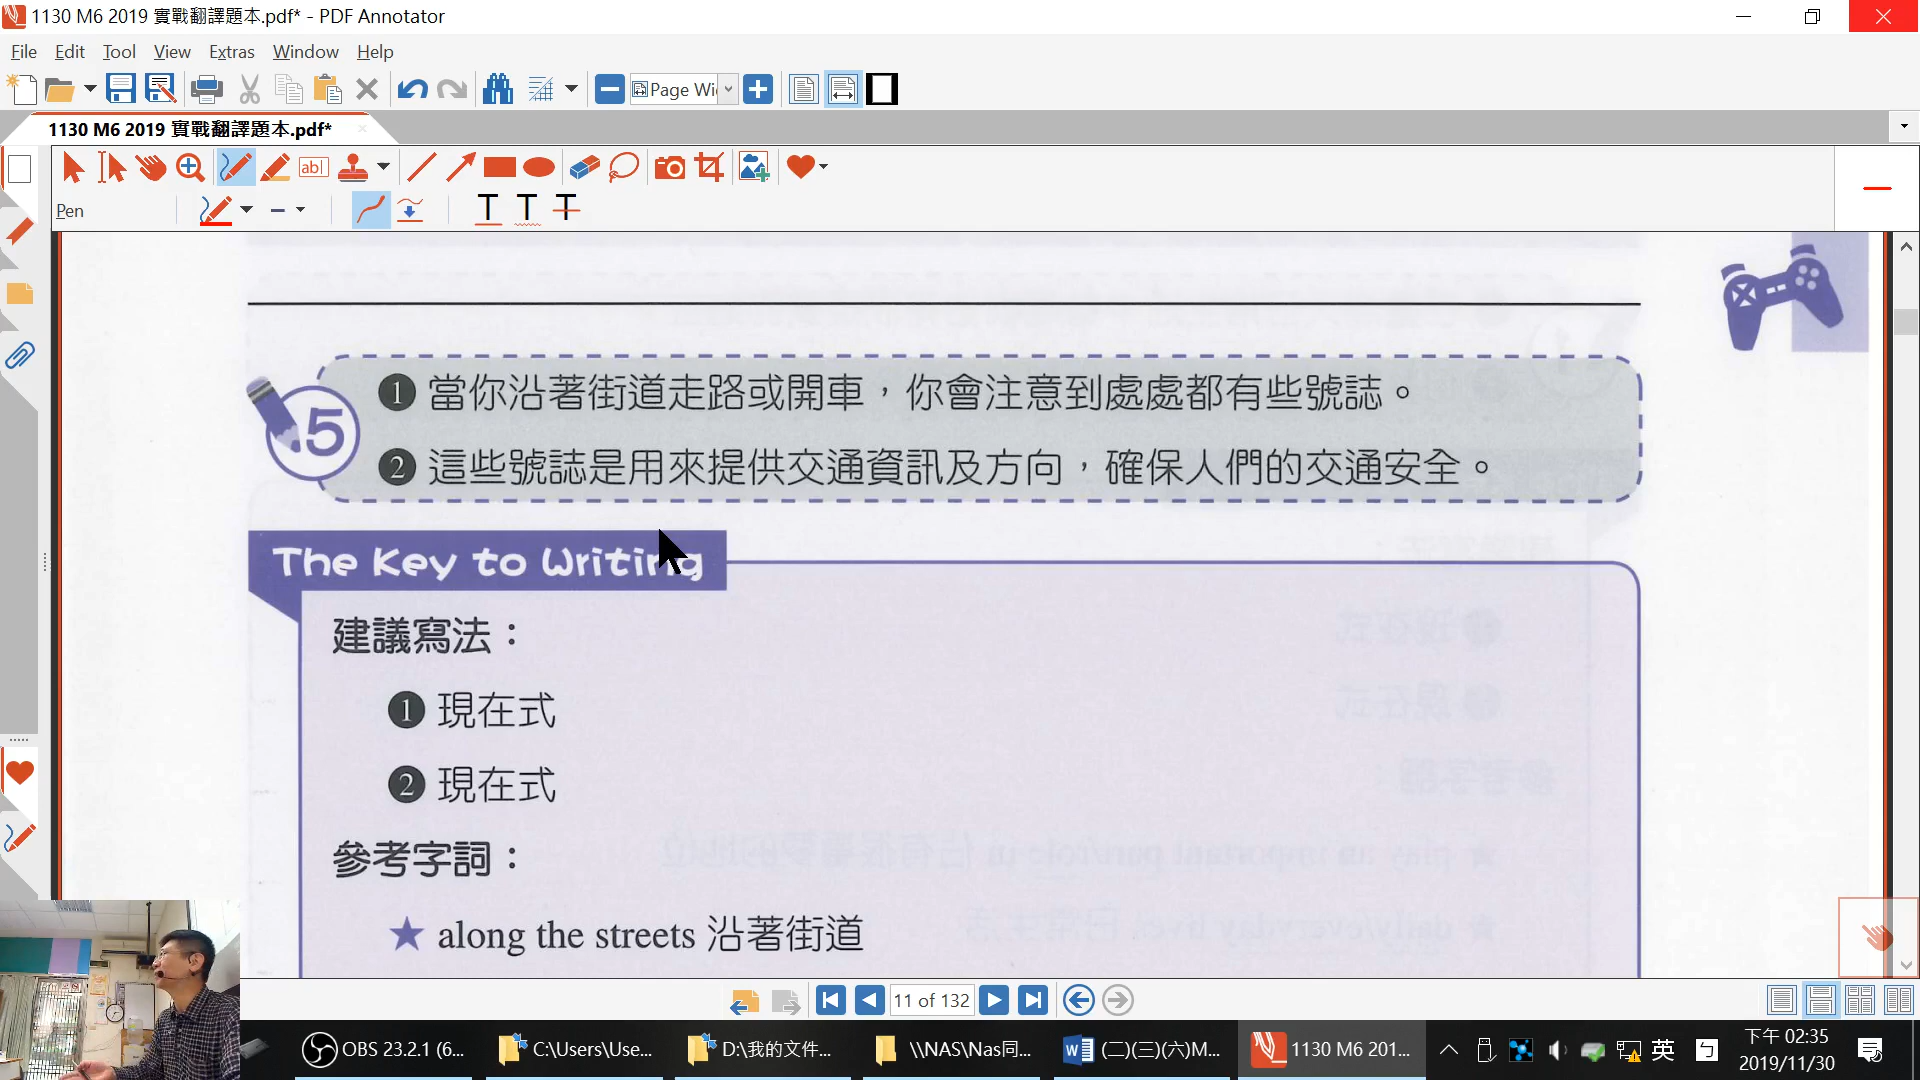 1130 M6 2019 實戰翻譯題本.pdf* - PDF Annotator
File Edit Tool View Extras Window Help
Page Wi
1130 M6 2019 實戰翻譯題本.pdf*
ab
Pen
T T T
5
1 當你沿著街道走路或開車，你會注意到處處都有些號誌。
2 這些號誌是用來提供交通資訊及方向，確保人們的交通安全。
The Key to Writing
建議寫法：
1 現在式
2 現在式
參考字詞：
★ along the streets 沿著街道
11 of 132
OBS 23.2.1 (6...
C:\Users\Use...
D:\我的文件...
\\NAS\Nas同...
(二)(三)(六)M...
1130 M6 201...
英
ㄅ
下午 02:35
2019/11/30